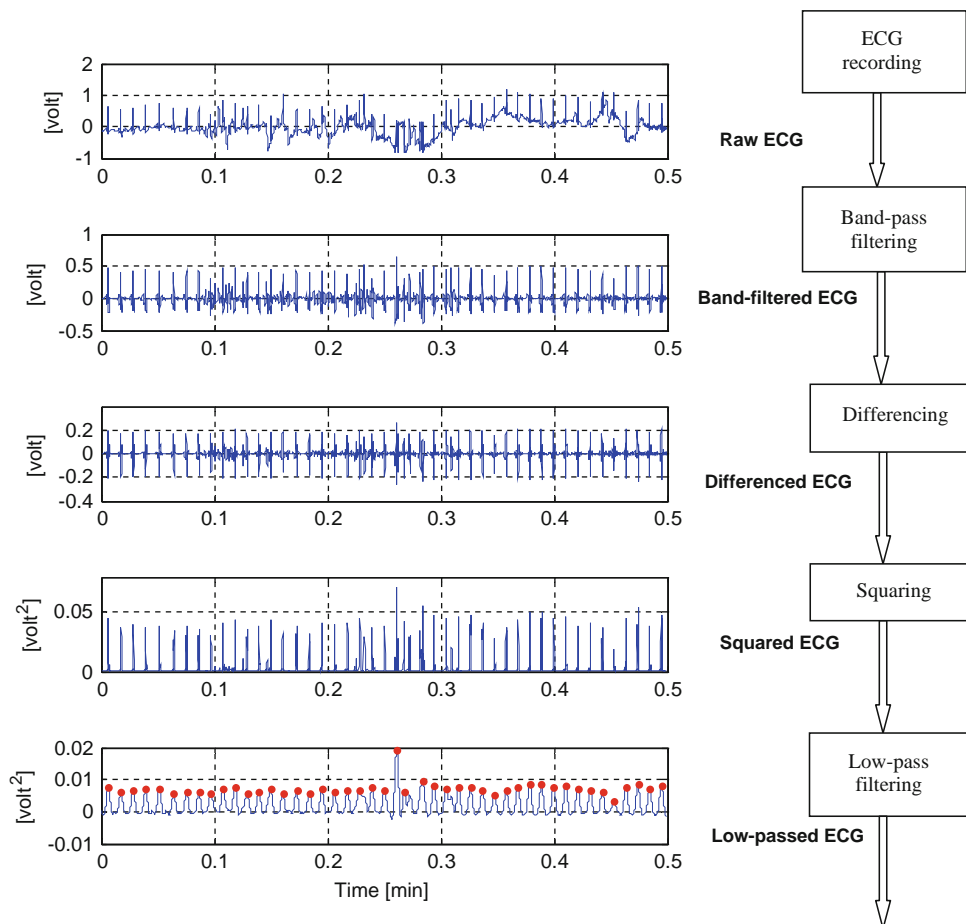 ECG
recording
Raw ECG
Band-pass
filtering
Band-filtered ECG
Differencing
Differenced ECG
Squaring
Squared ECG
Low-pass
filtering
Low-passed ECG
[volt]
2
1
0
-1
0 0.1 0.2 0.3 0.4 0.5
[volt]
1
0.5
0
-0.5
0 0.1 0.2 0.3 0.4 0.5
[volt]
0.2
0
-0.2
-0.4
0 0.1 0.2 0.3 0.4 0.5
[volt²]
0.05
0
0 0.1 0.2 0.3 0.4 0.5
[volt²]
0.02
0.01
0
-0.01
0 0.1 0.2 0.3 0.4 0.5
Time [min]